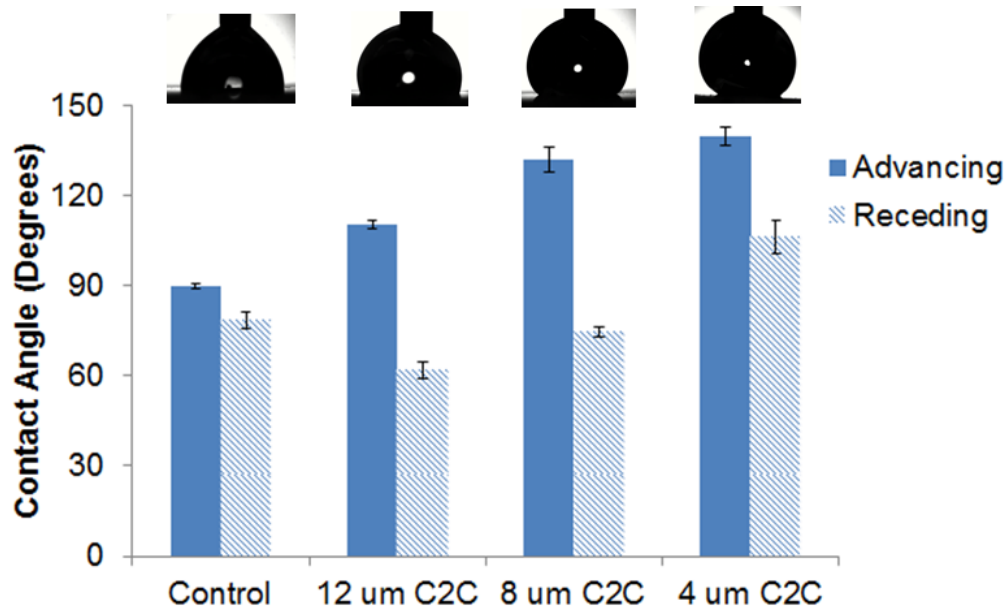 150
120
90
60
30
0
Contact Angle (Degrees)
Advancing
Receding
Control
12 um C2C
8 um C2C
4 um C2C